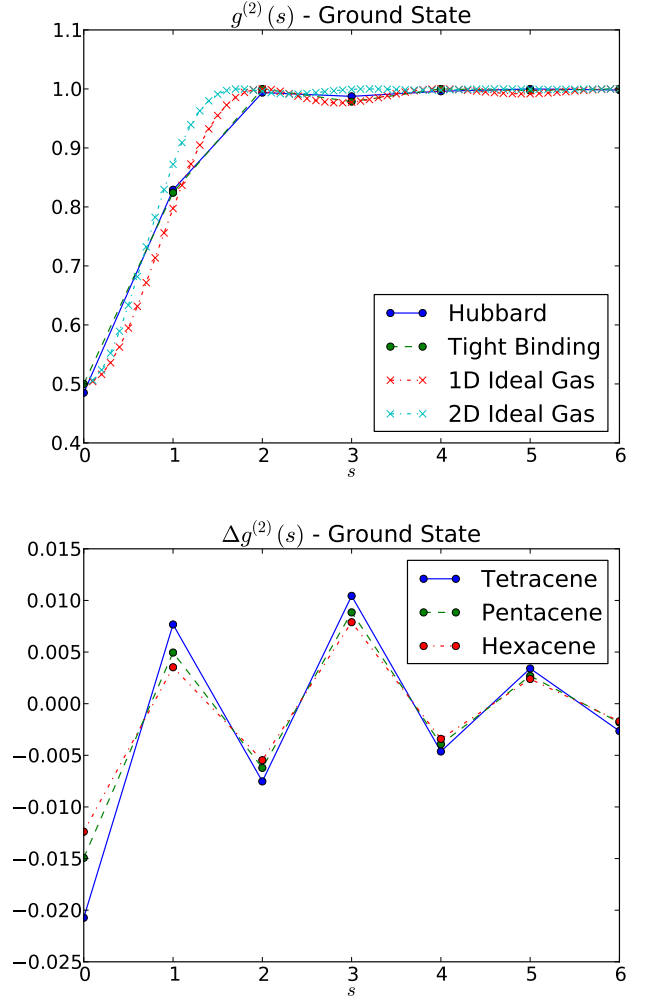 g⁽²⁾(s) - Ground State
1.1
1.0
0.9
0.8
0.7
0.6
0.5
0.4
Hubbard
Tight Binding
1D Ideal Gas
2D Ideal Gas
0 1 2 3 4 5 6
s
Δg⁽²⁾(s) - Ground State
0.015
0.010
0.005
0.000
−0.005
−0.010
−0.015
−0.020
−0.025
Tetracene
Pentacene
Hexacene
0 1 2 3 4 5 6
s